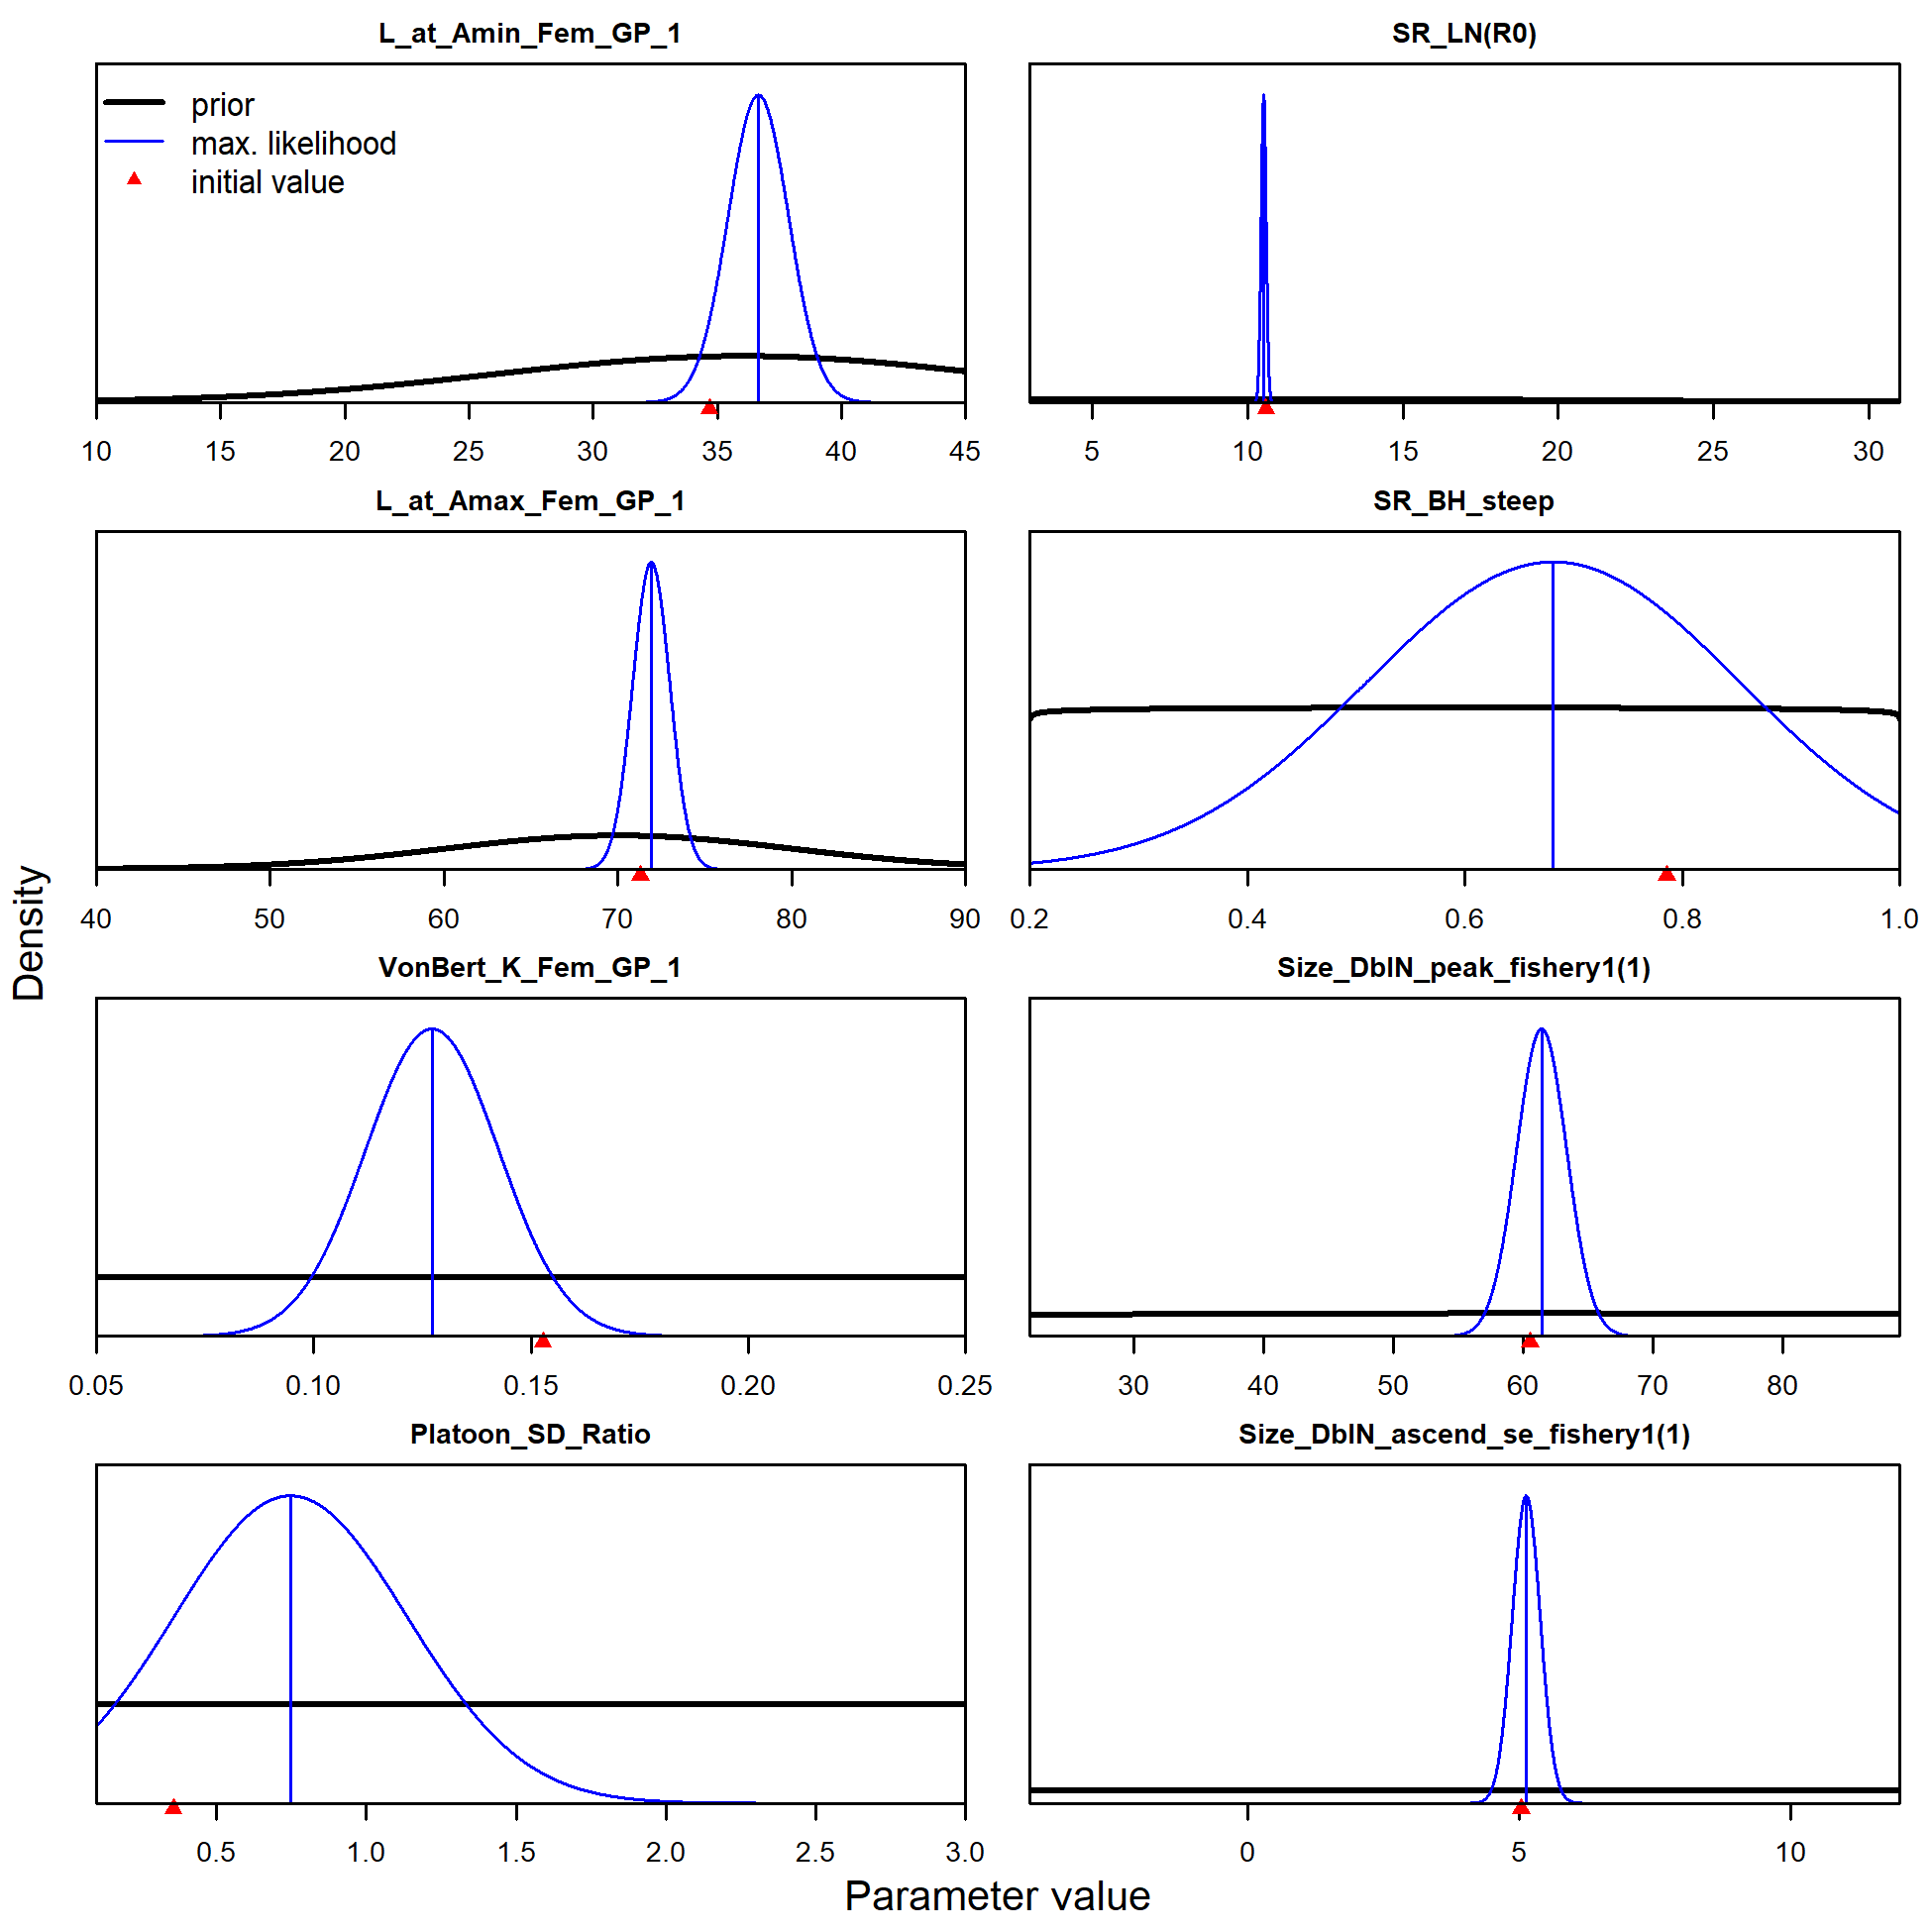 L_at_Amin_Fem_GP_1
prior
max. likelihood
initial value
10 15 20 25 30 35 40 45
SR_LN(R0)
5 10 15 20 25 30
L_at_Amax_Fem_GP_1
40 50 60 70 80 90
SR_BH_steep
0.2 0.4 0.6 0.8 1.0
Density
VonBert_K_Fem_GP_1
0.05 0.10 0.15 0.20 0.25
Size_DblN_peak_fishery1(1)
30 40 50 60 70 80
Platoon_SD_Ratio
0.5 1.0 1.5 2.0 2.5 3.0
Size_DblN_ascend_se_fishery1(1)
0 5 10
Parameter value